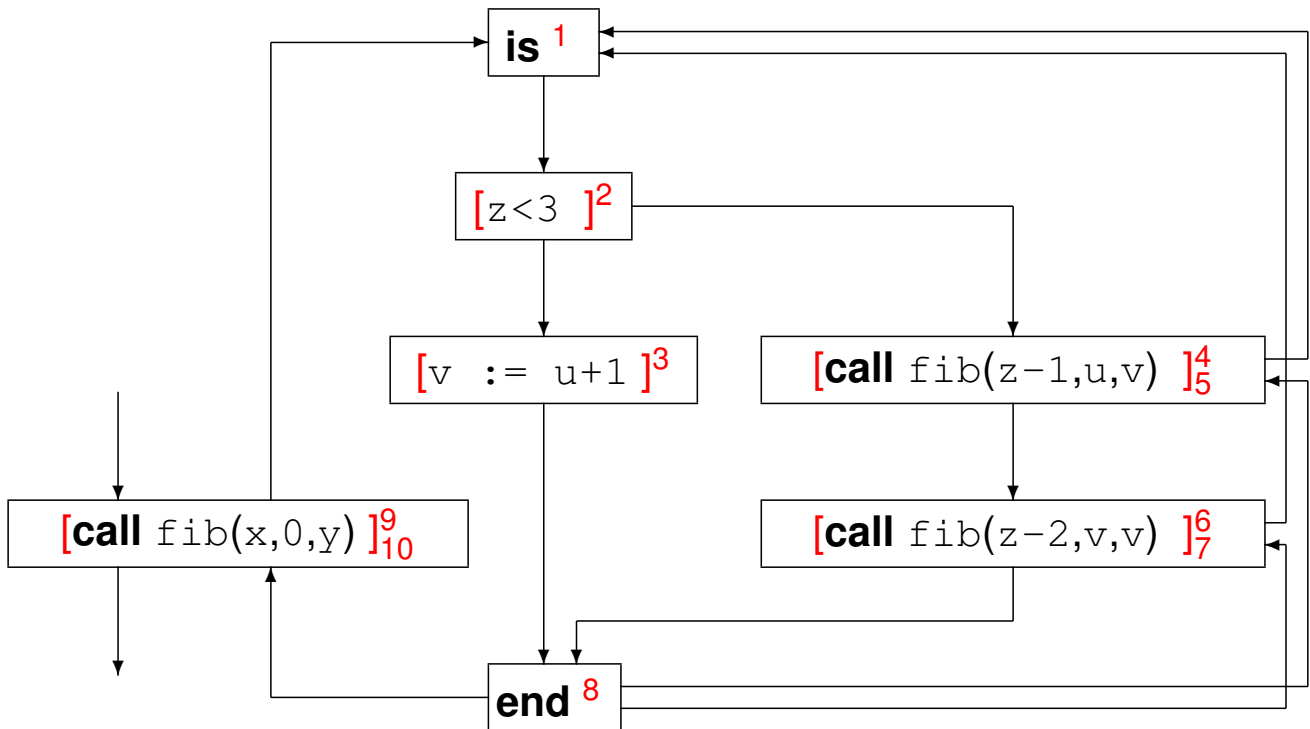 is 1
[z<3 ]2
[v := u+1 ]3
[call fib(z-1,u,v) ]4 5
[call fib(x,0,y) ]9 10
[call fib(z-2,v,v) ]6 7
end 8